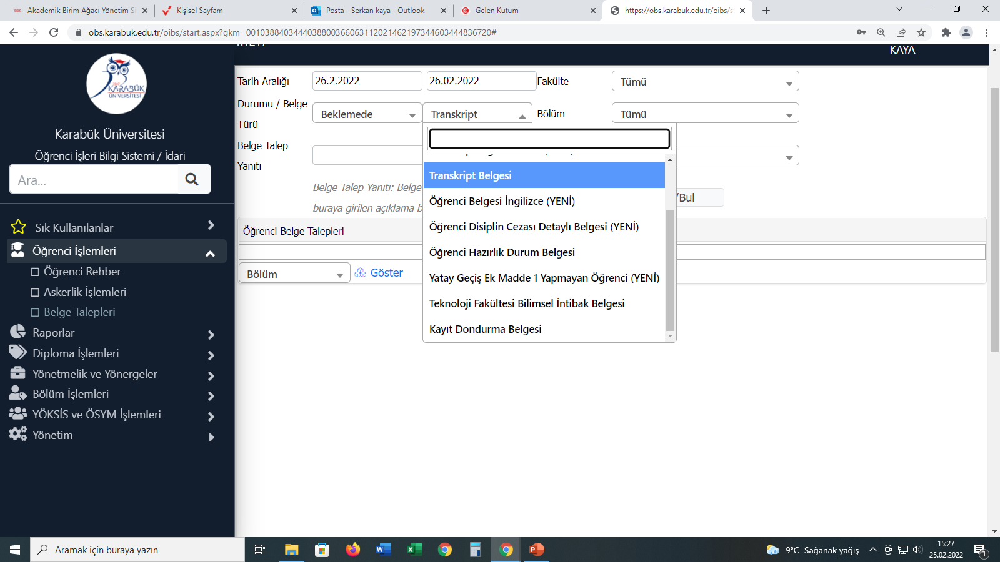 Akademik Birim Ağacı Yönetim Si
Kişisel Sayfam
Posta - Serkan kaya - Outlook
Gelen Kutum
https://obs.karabuk.edu.tr/oibs/s
obs.karabuk.edu.tr/oibs/start.aspx?gkm=00103884034440388003660631120214621973446034448367​20#
KAYA
KARABÜK
ÜNİVERSİTESİ
Karabük Üniversitesi
Öğrenci İşleri Bilgi Sistemi / İdari
Ara...
Sık Kullanılanlar
Öğrenci İşlemleri
Öğrenci Rehber
Askerlik İşlemleri
Belge Talepleri
Raporlar
Diploma İşlemleri
Yönetmelik ve Yönergeler
Bölüm İşlemleri
YÖKSİS ve ÖSYM İşlemleri
Yönetim
Tarih Aralığı
26.2.2022
26.02.2022
Fakülte
Tümü
Durumu / Belge
Türü
Beklemede
Transkript
Bölüm
Tümü
Belge Talep
Yanıtı
Belge Talep Yanıtı: Belge
buraya girilen açıklama b
/Bul
Transkript Belgesi
Öğrenci Belgesi İngilizce (YENİ)
Öğrenci Disiplin Cezası Detaylı Belgesi (YENİ)
Öğrenci Hazırlık Durum Belgesi
Yatay Geçiş Ek Madde 1 Yapmayan Öğrenci (YENİ)
Teknoloji Fakültesi Bilimsel İntibak Belgesi
Kayıt Dondurma Belgesi
Öğrenci Belge Talepleri
Bölüm
Göster
Aramak için buraya yazın
9°C Sağanak yağış
15:27
25.02.2022
1